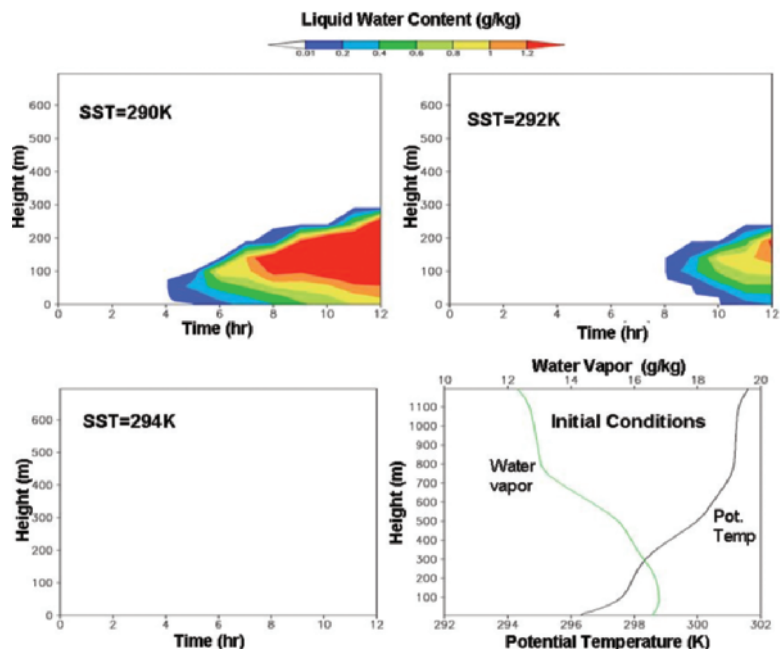 Liquid Water Content (g/kg)
0.01 0.2 0.4 0.6 0.8 1 1.2
SST=290K
Height (m)
600
500
400
300
200
100
0
0 2 4 6 8 10 12
Time (hr)
SST=292K
Height (m)
600
500
400
300
200
100
0
0 2 4 6 8 10 12
Time (hr)
SST=294K
Height (m)
600
500
400
300
200
100
0
0 2 4 6 8 10 12
Time (hr)
Water Vapor (g/kg)
10 12 14 16 18 20
Initial Conditions
Water
vapor
Pot.
Temp
Height (m)
1100
1000
900
800
700
600
500
400
300
200
100
292 294 296 298 300 302
Potential Temperature (K)